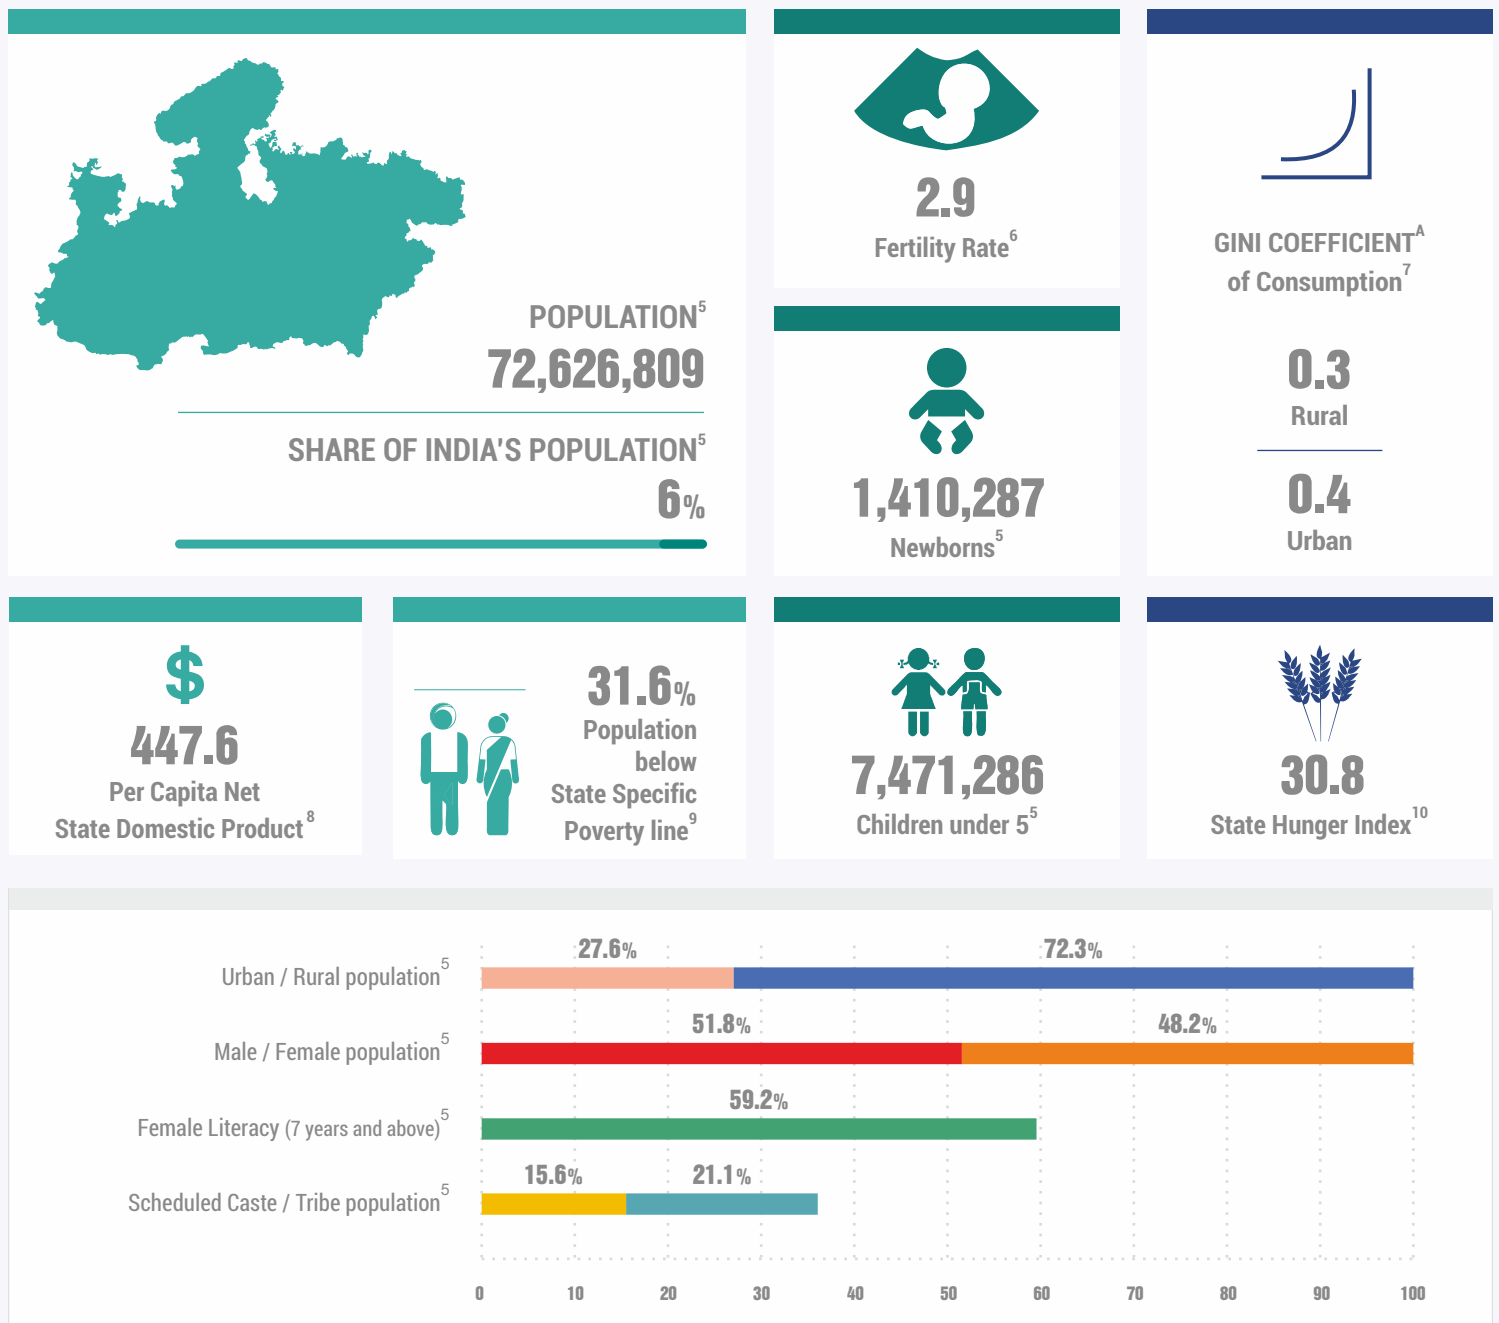 POPULATION5
72,626,809
SHARE OF INDIA'S POPULATION5
6%
2.9
Fertility Rate6
1,410,287
Newborns5
GINI COEFFICIENTA
of Consumption7
0.3
Rural
0.4
Urban
$
447.6
Per Capita Net
State Domestic Product8
31.6%
Population
below
State Specific
Poverty line9
7,471,286
Children under 55
30.8
State Hunger Index10
27.6% 72.3%
Urban / Rural population5
51.8% 48.2%
Male / Female population5
59.2%
Female Literacy (7 years and above)5
15.6% 21.1%
Scheduled Caste / Tribe population5
0 10 20 30 40 50 60 70 80 90 100